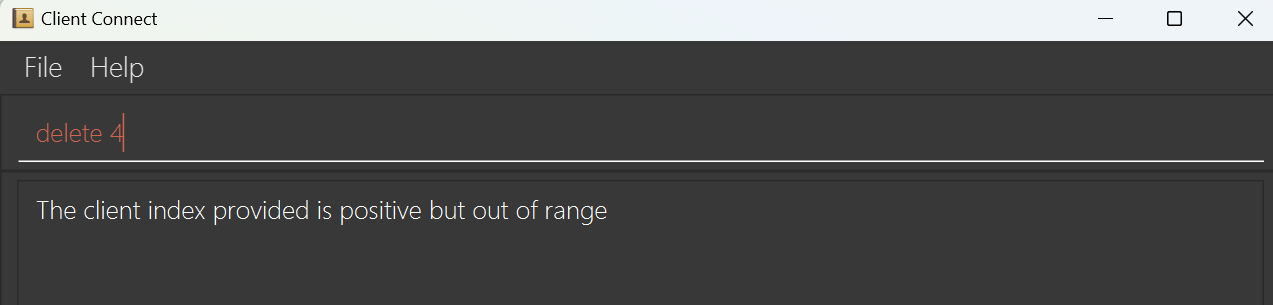 Client Connect
File Help
delete 4
The client index provided is positive but out of range